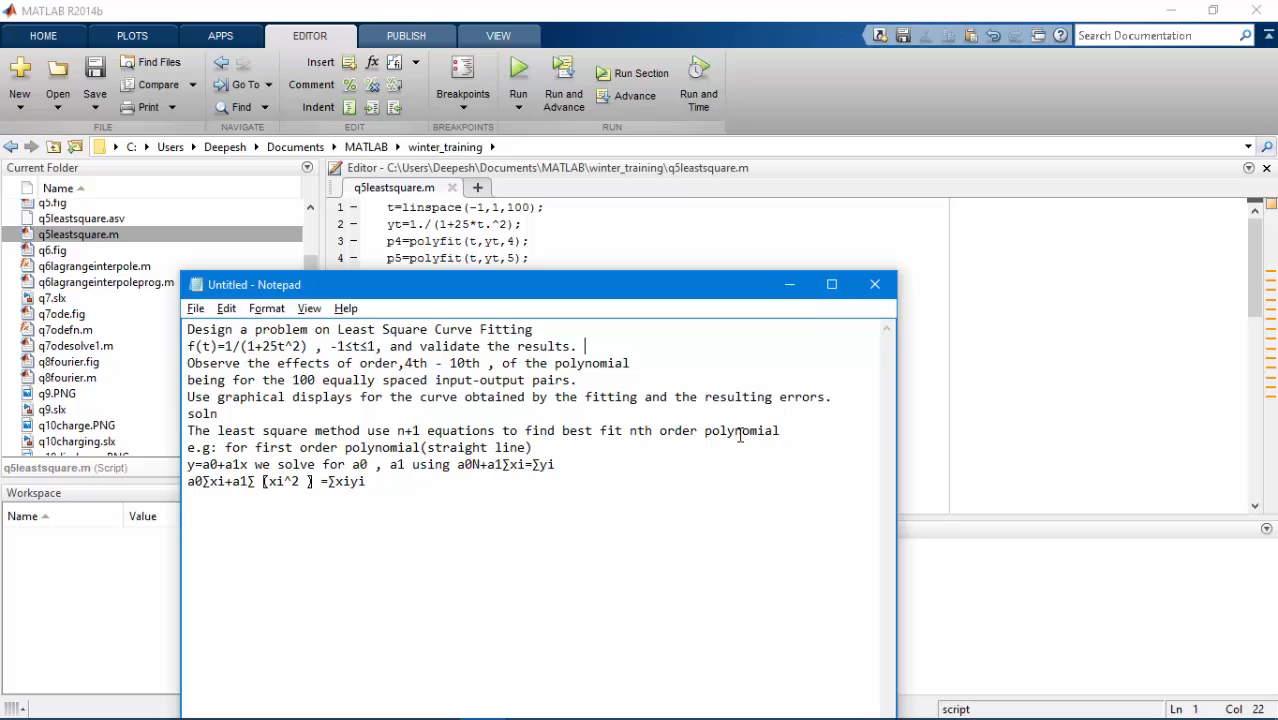 MATLAB R2014b
HOME PLOTS APPS EDITOR PUBLISH VIEW
Search Documentation
New Open Save Find Files Compare Print
Go To Find
Insert fx
Comment
Indent
Breakpoints
Run Run and Advance Run Section Advance Run and Time
FILE NAVIGATE EDIT BREAKPOINTS RUN
C: Users Deepesh Documents MATLAB winter_training
Current Folder
Name
q5.fig
q5leastsquare.asv
q5leastsquare.m
q6.fig
q6lagrangeinterpole.m
q6lagrangeinterpoleprog.m
q7.slx
q7ode.fig
q7odefn.m
q7odesolve1.m
q8fourier.fig
q8fourier.m
q9.PNG
q9.slx
q10charge.PNG
q10charging.slx
q5leastsquare.m (Script)
Workspace
Name Value
Editor - C:\Users\Deepesh\Documents\MATLAB\winter_training\q5leastsquare.m
q5leastsquare.m
1 t=linspace(-1,1,100);
2 yt=1./(1+25*t.^2);
3 p4=polyfit(t,yt,4);
4 p5=polyfit(t,yt,5);
Untitled - Notepad
File Edit Format View Help
Design a problem on Least Square Curve Fitting
f(t)=1/(1+25t^2) , -1≤t≤1, and validate the results.
Observe the effects of order,4th - 10th , of the polynomial
being for the 100 equally spaced input-output pairs.
Use graphical displays for the curve obtained by the fitting and the resulting errors.
soln
The least square method use n+1 equations to find best fit nth order polynomial
e.g: for first order polynomial(straight line)
y=a0+a1x we solve for a0 , a1 using a0N+a1∑xi=∑yi
a0∑xi+a1∑ 〖xi^2 〗 =∑xiyi
script Ln 1 Col 22